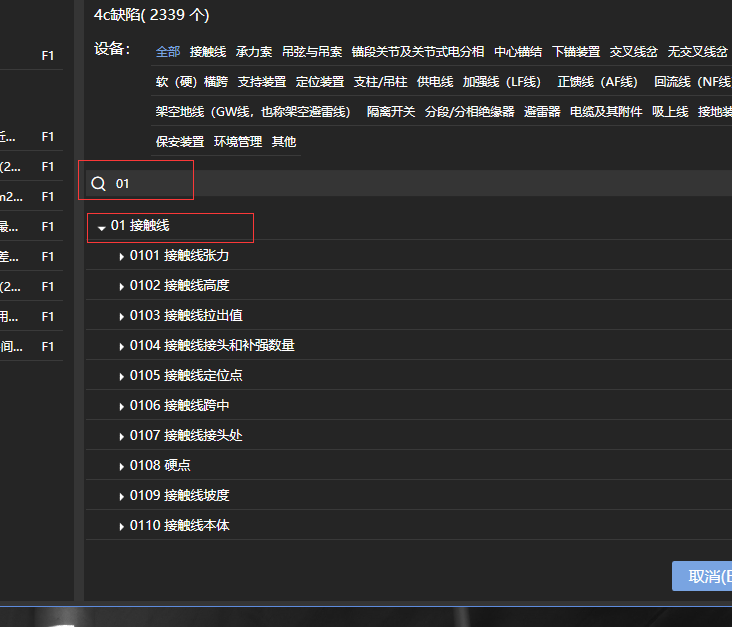 4c缺陷( 2339 个)
设备：
全部 接触线 承力索 吊弦与吊索 锚段关节及关节式电分相 中心锚结 下锚装置 交叉线岔 无交叉线岔
软（硬）横跨 支持装置 定位装置 支柱/吊柱 供电线 加强线（LF线） 正馈线（AF线） 回流线（NF线
架空地线（GW线，也称架空避雷线） 隔离开关 分段/分相绝缘器 避雷器 电缆及其附件 吸上线 接地装
保安装置 环境管理 其他
F1
近... F1
(2... F1
m2... F1
最... F1
差... F1
(2... F1
用... F1
间... F1
01
01 接触线
0101 接触线张力
0102 接触线高度
0103 接触线拉出值
0104 接触线接头和补强数量
0105 接触线定位点
0106 接触线跨中
0107 接触线接头处
0108 硬点
0109 接触线坡度
0110 接触线本体
取消(E